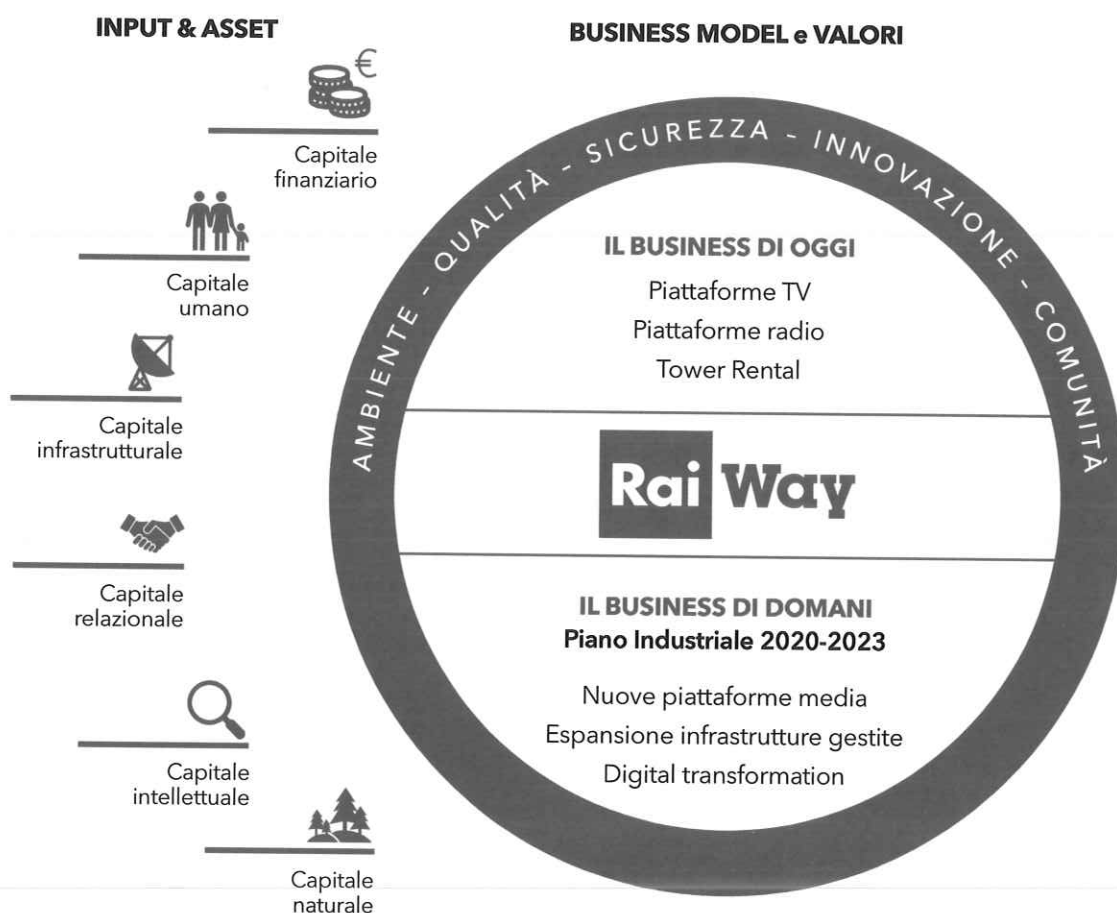 INPUT & ASSET
€
Capitale
finanziario
Capitale
umano
Capitale
infrastrutturale
Capitale
relazionale
Capitale
intellettuale
Capitale
naturale
BUSINESS MODEL e VALORI
AMBIENTE - QUALITÀ - SICUREZZA - INNOVAZIONE - COMUNITÀ
IL BUSINESS DI OGGI
Piattaforme TV
Piattaforme radio
Tower Rental
Rai Way
IL BUSINESS DI DOMANI
Piano Industriale 2020-2023
Nuove piattaforme media
Espansione infrastrutture gestite
Digital transformation